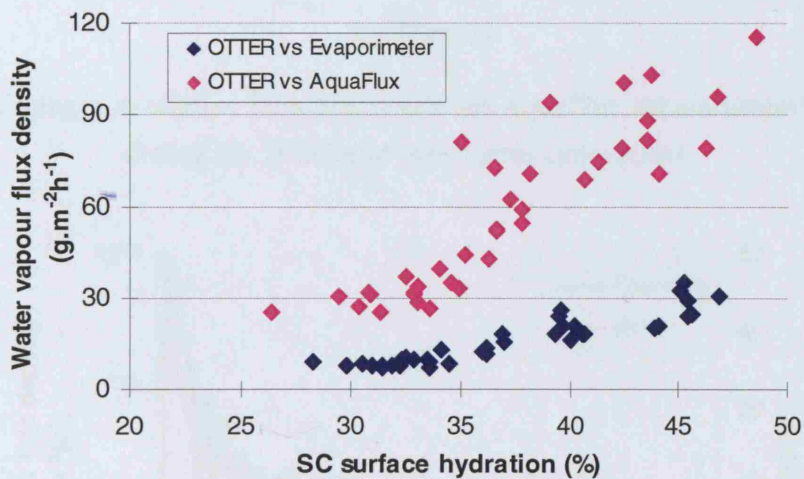 120
90
60
30
0
Water vapour flux density
(g.m⁻²h⁻¹)
OTTER vs Evaporimeter
OTTER vs AquaFlux
20 25 30 35 40 45 50
SC surface hydration (%)